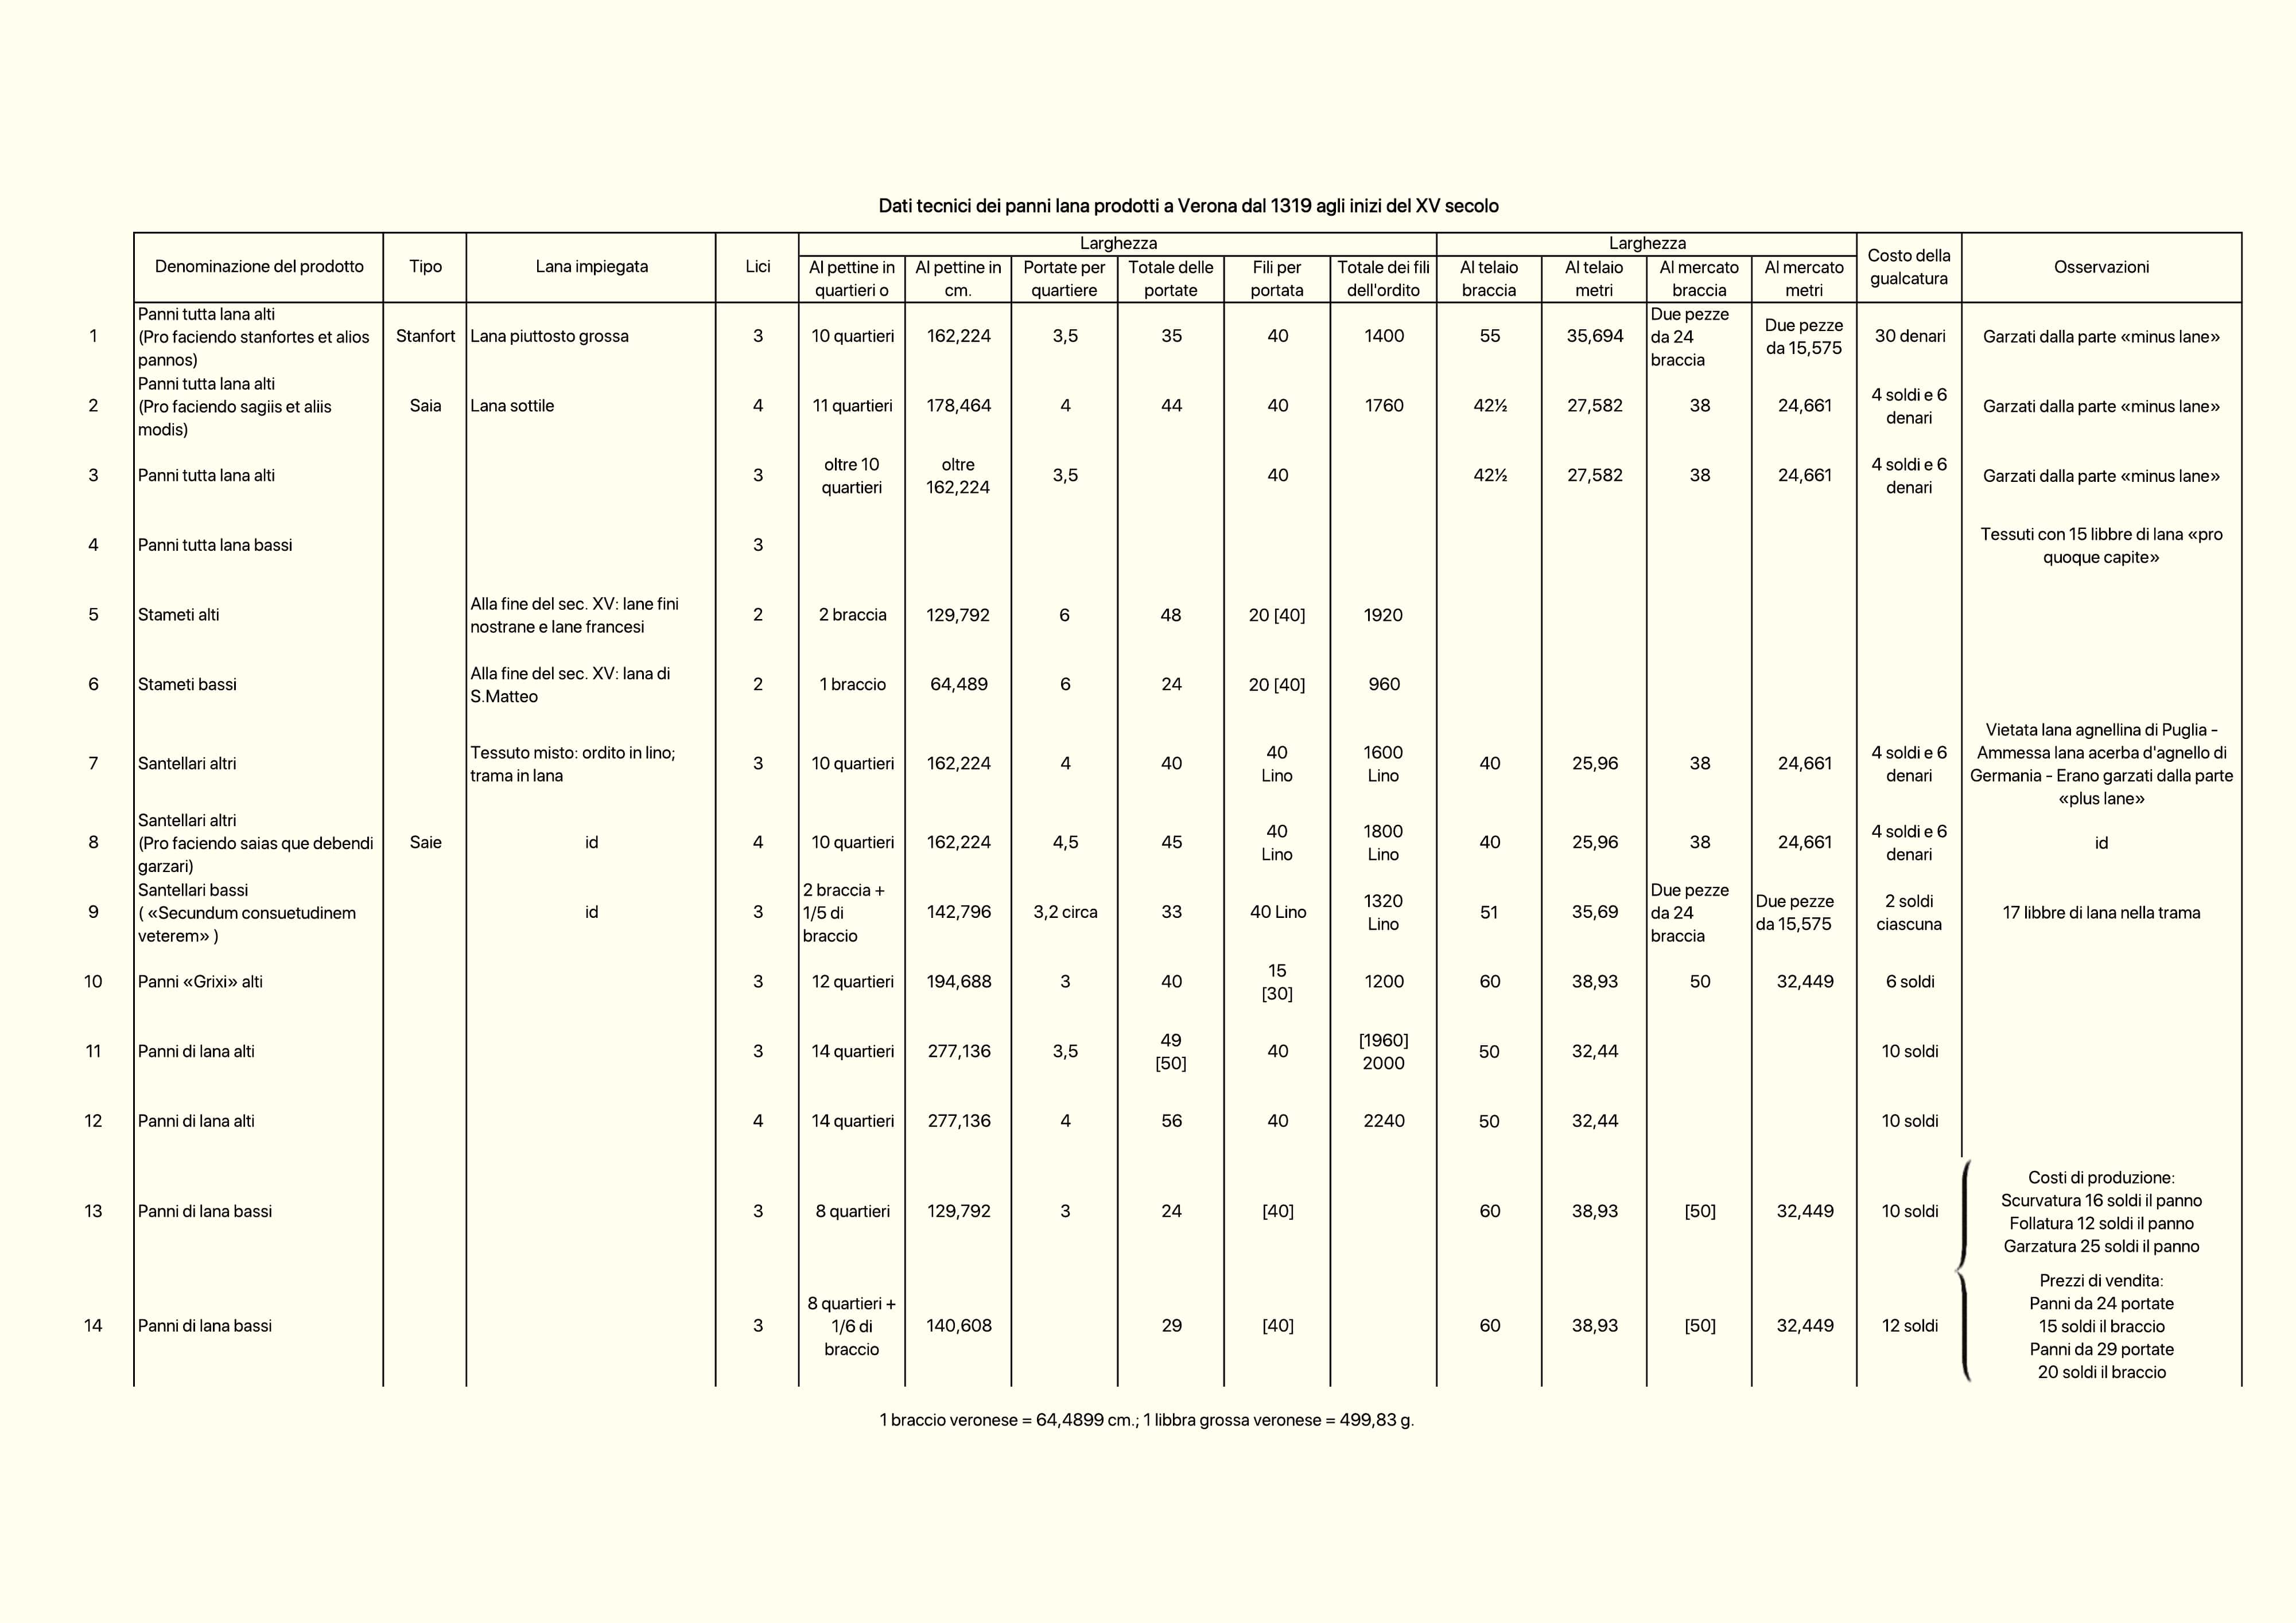 Dati tecnici dei panni lana prodotti a Verona dal 1319 agli inizi del XV secolo
Denominazione del prodotto
Tipo
Lana impiegata
Lici
Larghezza
Al pettine in
quartieri o
Al pettine in
cm.
Portate per
quartiere
Totale delle
portate
Fili per
portata
Totale dei fili
dell'ordito
Larghezza
Al telaio
braccia
Al telaio
metri
Al mercato
braccia
Al mercato
metri
Costo della
gualcatura
Osservazioni
1
Panni tutta lana alti
(Pro faciendo stanfortes et alios
pannos)
Stanfort
Lana piuttosto grossa
3
10 quartieri
162,224
3,5
35
40
1400
55
35,694
Due pezze
da 24
braccia
Due pezze
da 15,575
30 denari
Garzati dalla parte «minus lane»
2
Panni tutta lana alti
(Pro faciendo sagiis et aliis
modis)
Saia
Lana sottile
4
11 quartieri
178,464
4
44
40
1760
42½
27,582
38
24,661
4 soldi e 6
denari
Garzati dalla parte «minus lane»
3
Panni tutta lana alti
3
oltre 10
quartieri
oltre
162,224
3,5
40
42½
27,582
38
24,661
4 soldi e 6
denari
Garzati dalla parte «minus lane»
4
Panni tutta lana bassi
3
Tessuti con 15 libbre di lana «pro
quoque capite»
5
Stameti alti
Alla fine del sec. XV: lane fini
nostrane e lane francesi
2
2 braccia
129,792
6
48
20 [40]
1920
6
Stameti bassi
Alla fine del sec. XV: lana di
S.Matteo
2
1 braccio
64,489
6
24
20 [40]
960
7
Santellari altri
Tessuto misto: ordito in lino;
trama in lana
3
10 quartieri
162,224
4
40
40
Lino
1600
Lino
40
25,96
38
24,661
4 soldi e 6
denari
Vietata lana agnellina di Puglia -
Ammessa lana acerba d'agnello di
Germania - Erano garzati dalla parte
«plus lane»
8
Santellari altri
(Pro faciendo saias que debendi
garzari)
Saie
id
4
10 quartieri
162,224
4,5
45
40
Lino
1800
Lino
40
25,96
38
24,661
4 soldi e 6
denari
id
9
Santellari bassi
( «Secundum consuetudinem
veterem» )
id
3
2 braccia +
1/5 di
braccio
142,796
3,2 circa
33
40 Lino
1320
Lino
51
35,69
Due pezze
da 24
braccia
Due pezze
da 15,575
2 soldi
ciascuna
17 libbre di lana nella trama
10
Panni «Grixi» alti
3
12 quartieri
194,688
3
40
15
[30]
1200
60
38,93
50
32,449
6 soldi
11
Panni di lana alti
3
14 quartieri
277,136
3,5
49
[50]
40
[1960]
2000
50
32,44
10 soldi
12
Panni di lana alti
4
14 quartieri
277,136
4
56
40
2240
50
32,44
10 soldi
13
Panni di lana bassi
3
8 quartieri
129,792
3
24
[40]
60
38,93
[50]
32,449
10 soldi
Costi di produzione:
Scurvatura 16 soldi il panno
Follatura 12 soldi il panno
Garzatura 25 soldi il panno
14
Panni di lana bassi
3
8 quartieri +
1/6 di
braccio
140,608
29
[40]
60
38,93
[50]
32,449
12 soldi
Prezzi di vendita:
Panni da 24 portate
15 soldi il braccio
Panni da 29 portate
20 soldi il braccio
1 braccio veronese = 64,4899 cm.; 1 libbra grossa veronese = 499,83 g.